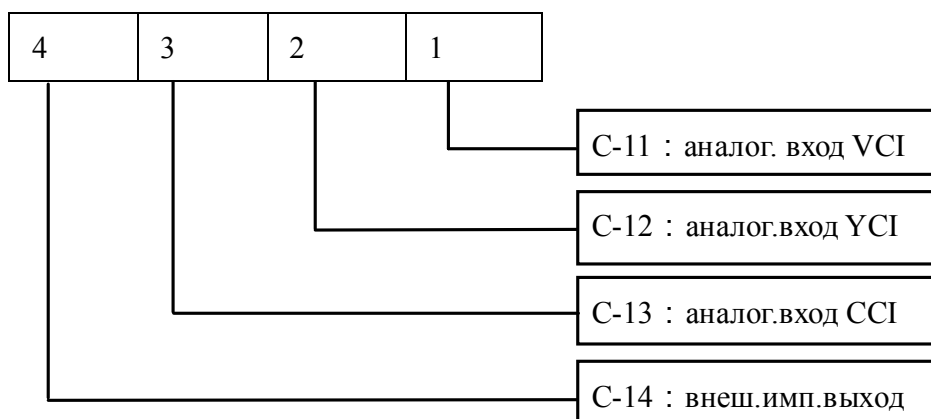 4 3 2 1
C-11：аналог. вход VCI
C-12：аналог.вход YCI
C-13：аналог.вход CCI
C-14：внеш.имп.выход